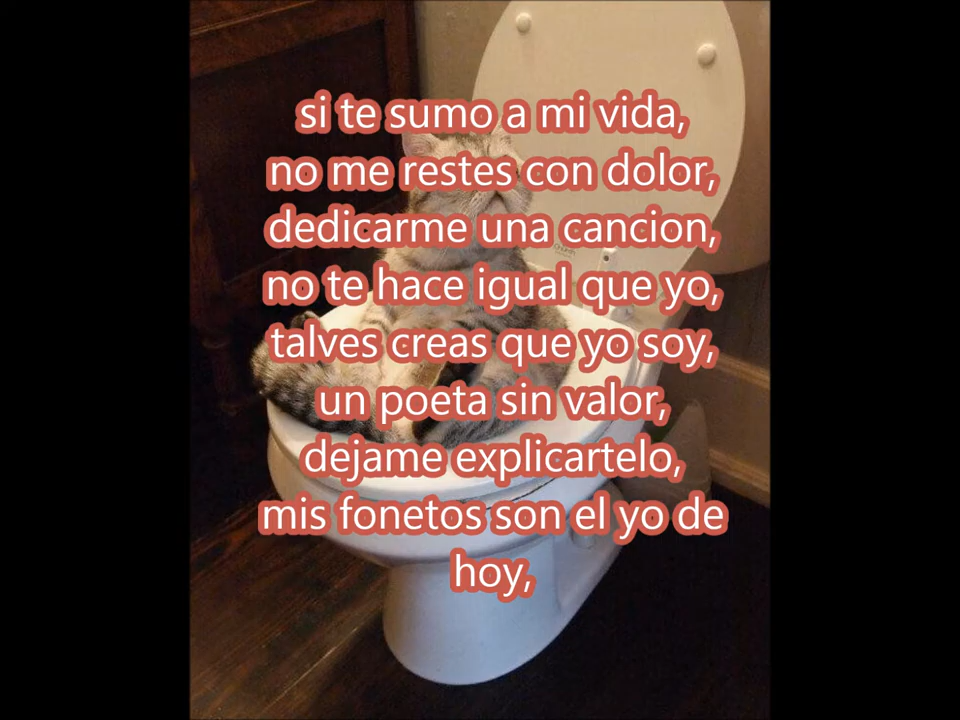 si te sumo a mi vida,
no me restes con dolor,
dedicarme una cancion,
no te hace igual que yo,
talves creas que yo soy,
un poeta sin valor,
dejame explicartelo,
mis fonetos son el yo de
hoy,